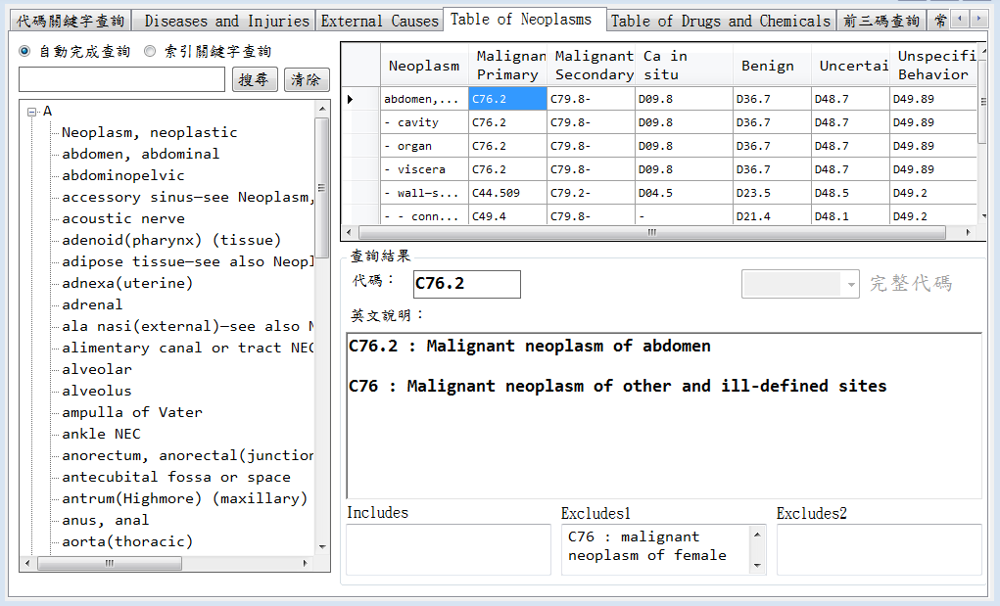 代碼關鍵字查詢 Diseases and Injuries External Causes Table of Neoplasms Table of Drugs and Chemicals 前三碼查詢 常
自動完成查詢 索引關鍵字查詢
搜尋 清除
A
Neoplasm, neoplastic
abdomen, abdominal
abdominopelvic
accessory sinus—see Neoplasm,
acoustic nerve
adenoid(pharynx) (tissue)
adipose tissue—see also Neopl
adnexa(uterine)
adrenal
ala nasi(external)—see also N
alimentary canal or tract NEC
alveolar
alveolus
ampulla of Vater
ankle NEC
anorectum, anorectal(junction
antecubital fossa or space
antrum(Highmore) (maxillary)
anus, anal
aorta(thoracic)
Neoplasm Malignan Primary Malignant Secondary Ca in situ Benign Uncertai Unspecifi Behavior
abdomen,... C76.2 C79.8- D09.8 D36.7 D48.7 D49.89
- cavity C76.2 C79.8- D09.8 D36.7 D48.7 D49.89
- organ C76.2 C79.8- D09.8 D36.7 D48.7 D49.89
- viscera C76.2 C79.8- D09.8 D36.7 D48.7 D49.89
- wall—s... C44.509 C79.2- D04.5 D23.5 D48.5 D49.2
- - conn... C49.4 C79.8- - D21.4 D48.1 D49.2
查詢結果
代碼： C76.2 完整代碼
英文說明：
C76.2 : Malignant neoplasm of abdomen
C76 : Malignant neoplasm of other and ill-defined sites
Includes Excludes1 Excludes2
C76 : malignant
neoplasm of female